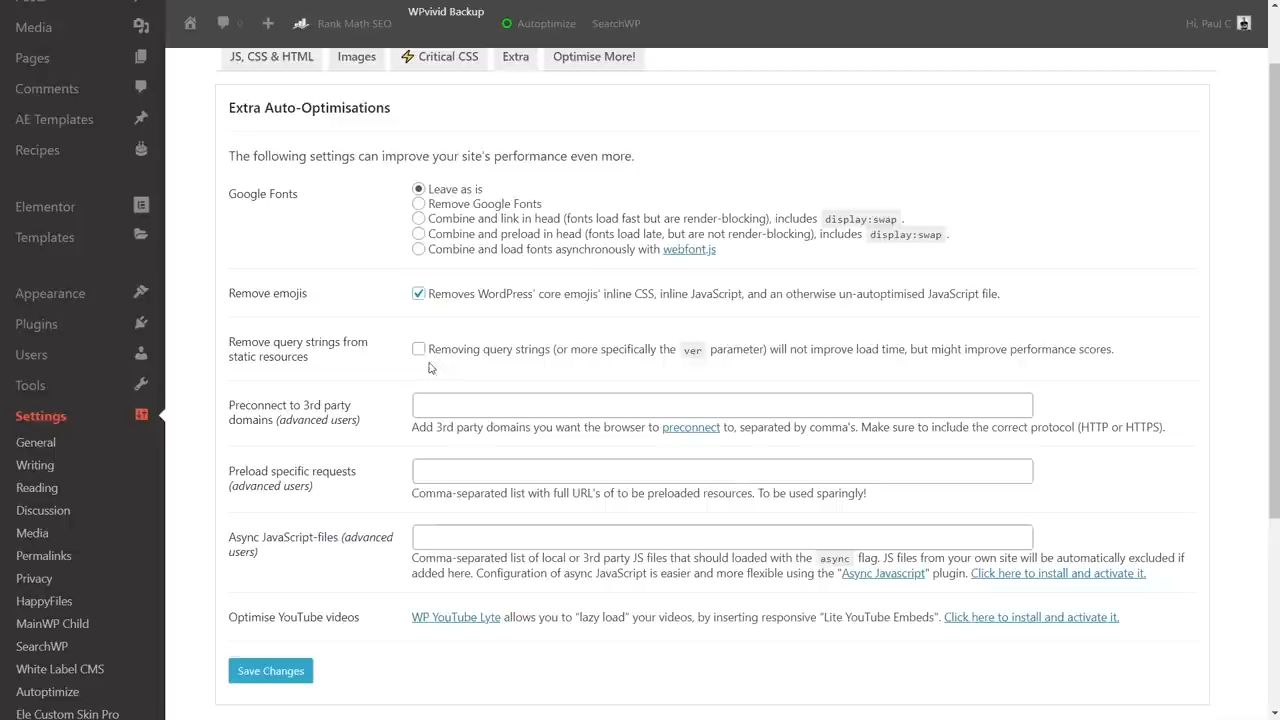 WPvivid Backup
0
Rank Math SEO
Autoptimize
SearchWP
Hi, Paul C
Media
Pages
Comments
AE Templates
Recipes
Elementor
Templates
Appearance
Plugins
Users
Tools
Settings
General
Writing
Reading
Discussion
Media
Permalinks
Privacy
HappyFiles
MainWP Child
SearchWP
White Label CMS
Autoptimize
Ele Custom Skin Pro
JS, CSS & HTML
Images
Critical CSS
Extra
Optimise More!
Extra Auto-Optimisations
The following settings can improve your site's performance even more.
Google Fonts
Leave as is
Remove Google Fonts
Combine and link in head (fonts load fast but are render-blocking), includes display:swap.
Combine and preload in head (fonts load late, but are not render-blocking), includes display:swap.
Combine and load fonts asynchronously with webfont.js
Remove emojis
Removes WordPress' core emojis' inline CSS, inline JavaScript, and an otherwise un-autoptimised JavaScript file.
Remove query strings from
static resources
Removing query strings (or more specifically the ver parameter) will not improve load time, but might improve performance scores.
Preconnect to 3rd party
domains (advanced users)
Add 3rd party domains you want the browser to preconnect to, separated by comma's. Make sure to include the correct protocol (HTTP or HTTPS).
Preload specific requests
(advanced users)
Comma-separated list with full URL's of to be preloaded resources. To be used sparingly!
Async JavaScript-files (advanced
users)
Comma-separated list of local or 3rd party JS files that should loaded with the async flag. JS files from your own site will be automatically excluded if
added here. Configuration of async JavaScript is easier and more flexible using the "Async Javascript" plugin. Click here to install and activate it.
Optimise YouTube videos
WP YouTube Lyte allows you to "lazy load" your videos, by inserting responsive "Lite YouTube Embeds". Click here to install and activate it.
Save Changes